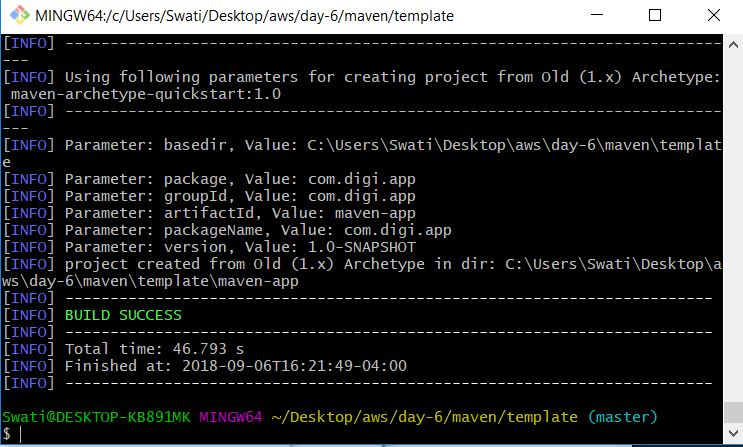 MINGW64:/c/Users/Swati/Desktop/aws/day-6/maven/template
[INFO] -------------------------------------------------------------------------
---
[INFO] Using following parameters for creating project from Old (1.x) Archetype:
 maven-archetype-quickstart:1.0
[INFO] -------------------------------------------------------------------------
---
[INFO] Parameter: basedir, Value: C:\Users\Swati\Desktop\aws\day-6\maven\templat
e
[INFO] Parameter: package, Value: com.digi.app
[INFO] Parameter: groupId, Value: com.digi.app
[INFO] Parameter: artifactId, Value: maven-app
[INFO] Parameter: packageName, Value: com.digi.app
[INFO] Parameter: version, Value: 1.0-SNAPSHOT
[INFO] project created from Old (1.x) Archetype in dir: C:\Users\Swati\Desktop\a
ws\day-6\maven\template\maven-app
[INFO] ------------------------------------------------------------------------
[INFO] BUILD SUCCESS
[INFO] ------------------------------------------------------------------------
[INFO] Total time: 46.793 s
[INFO] Finished at: 2018-09-06T16:21:49-04:00
[INFO] ------------------------------------------------------------------------
Swati@DESKTOP-KB891MK MINGW64 ~/Desktop/aws/day-6/maven/template (master)
$